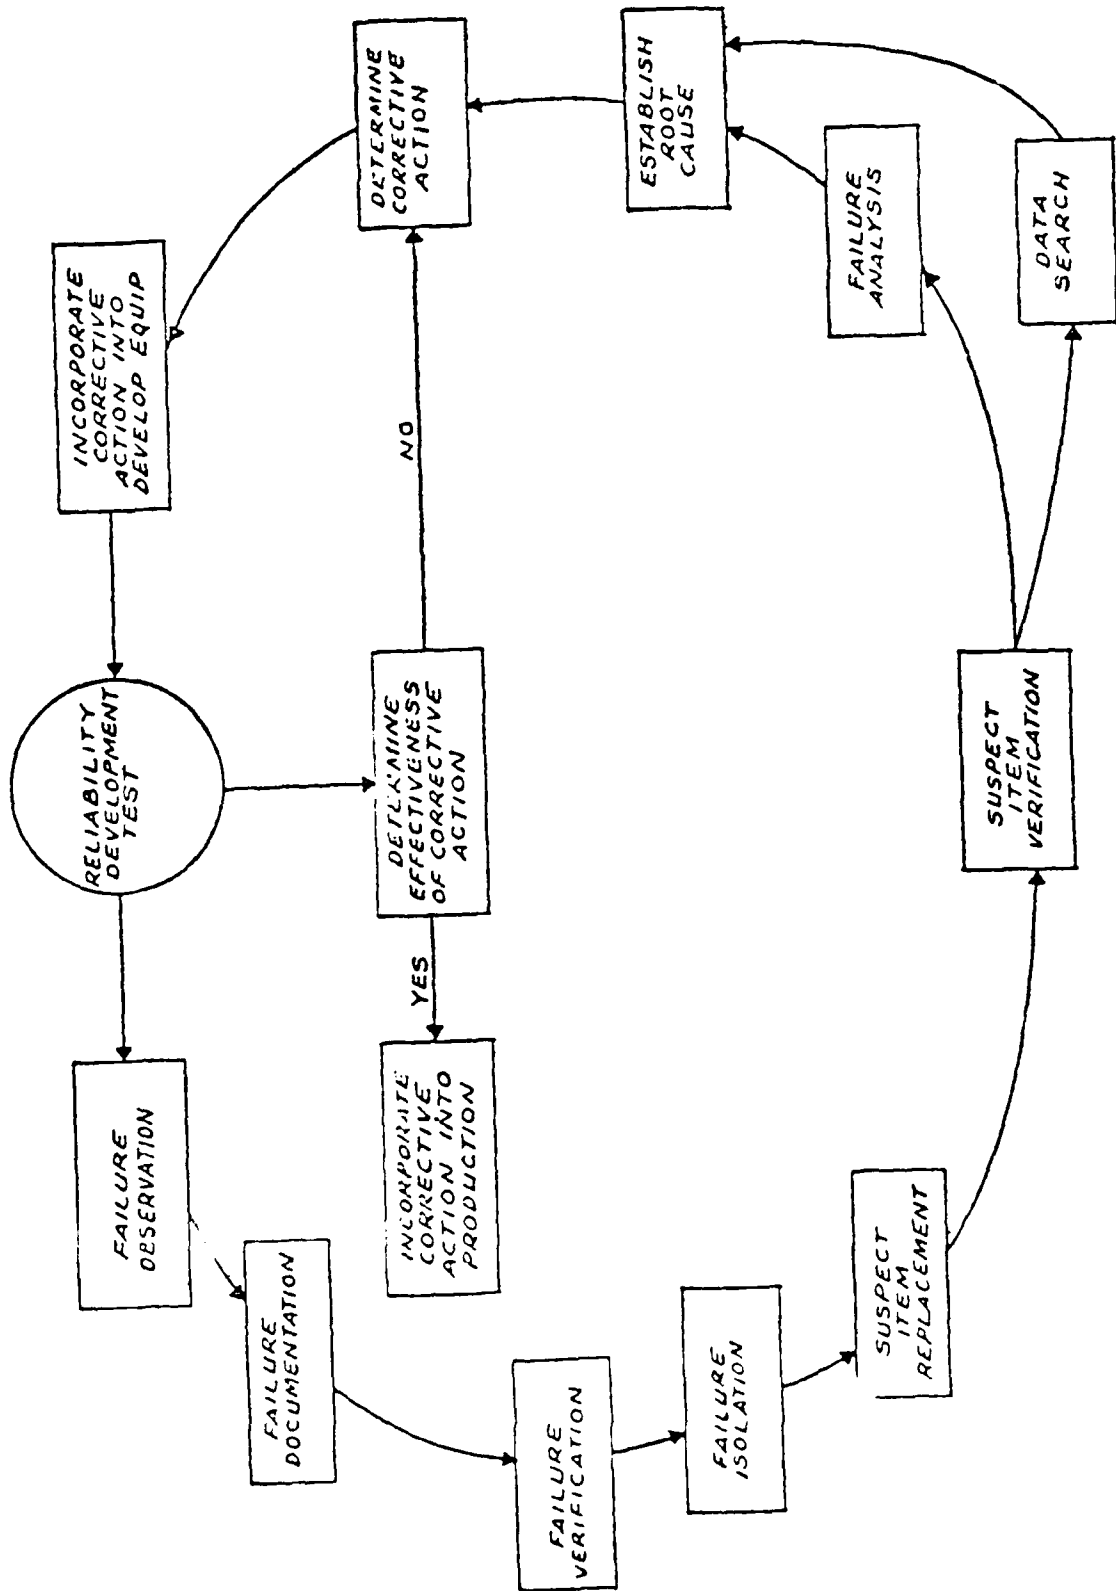 RELIABILITY
DEVELOPMENT
TEST
FAILURE
OBSERVATION
FAILURE
DOCUMENTATION
FAILURE
VERIFICATION
FAILURE
ISOLATION
SUSPECT
ITEM
REPLACEMENT
SUSPECT
ITEM
VERIFICATION
DATA
SEARCH
FAILURE
ANALYSIS
ESTABLISH
ROOT
CAUSE
DETERMINE
CORRECTIVE
ACTION
INCORPORATE
CORRECTIVE
ACTION INTO
DEVELOP EQUIP
DETERMINE
EFFECTIVENESS
OF CORRECTIVE
ACTION
NO
YES
INCORPORATE
CORRECTIVE
ACTION INTO
PRODUCTION